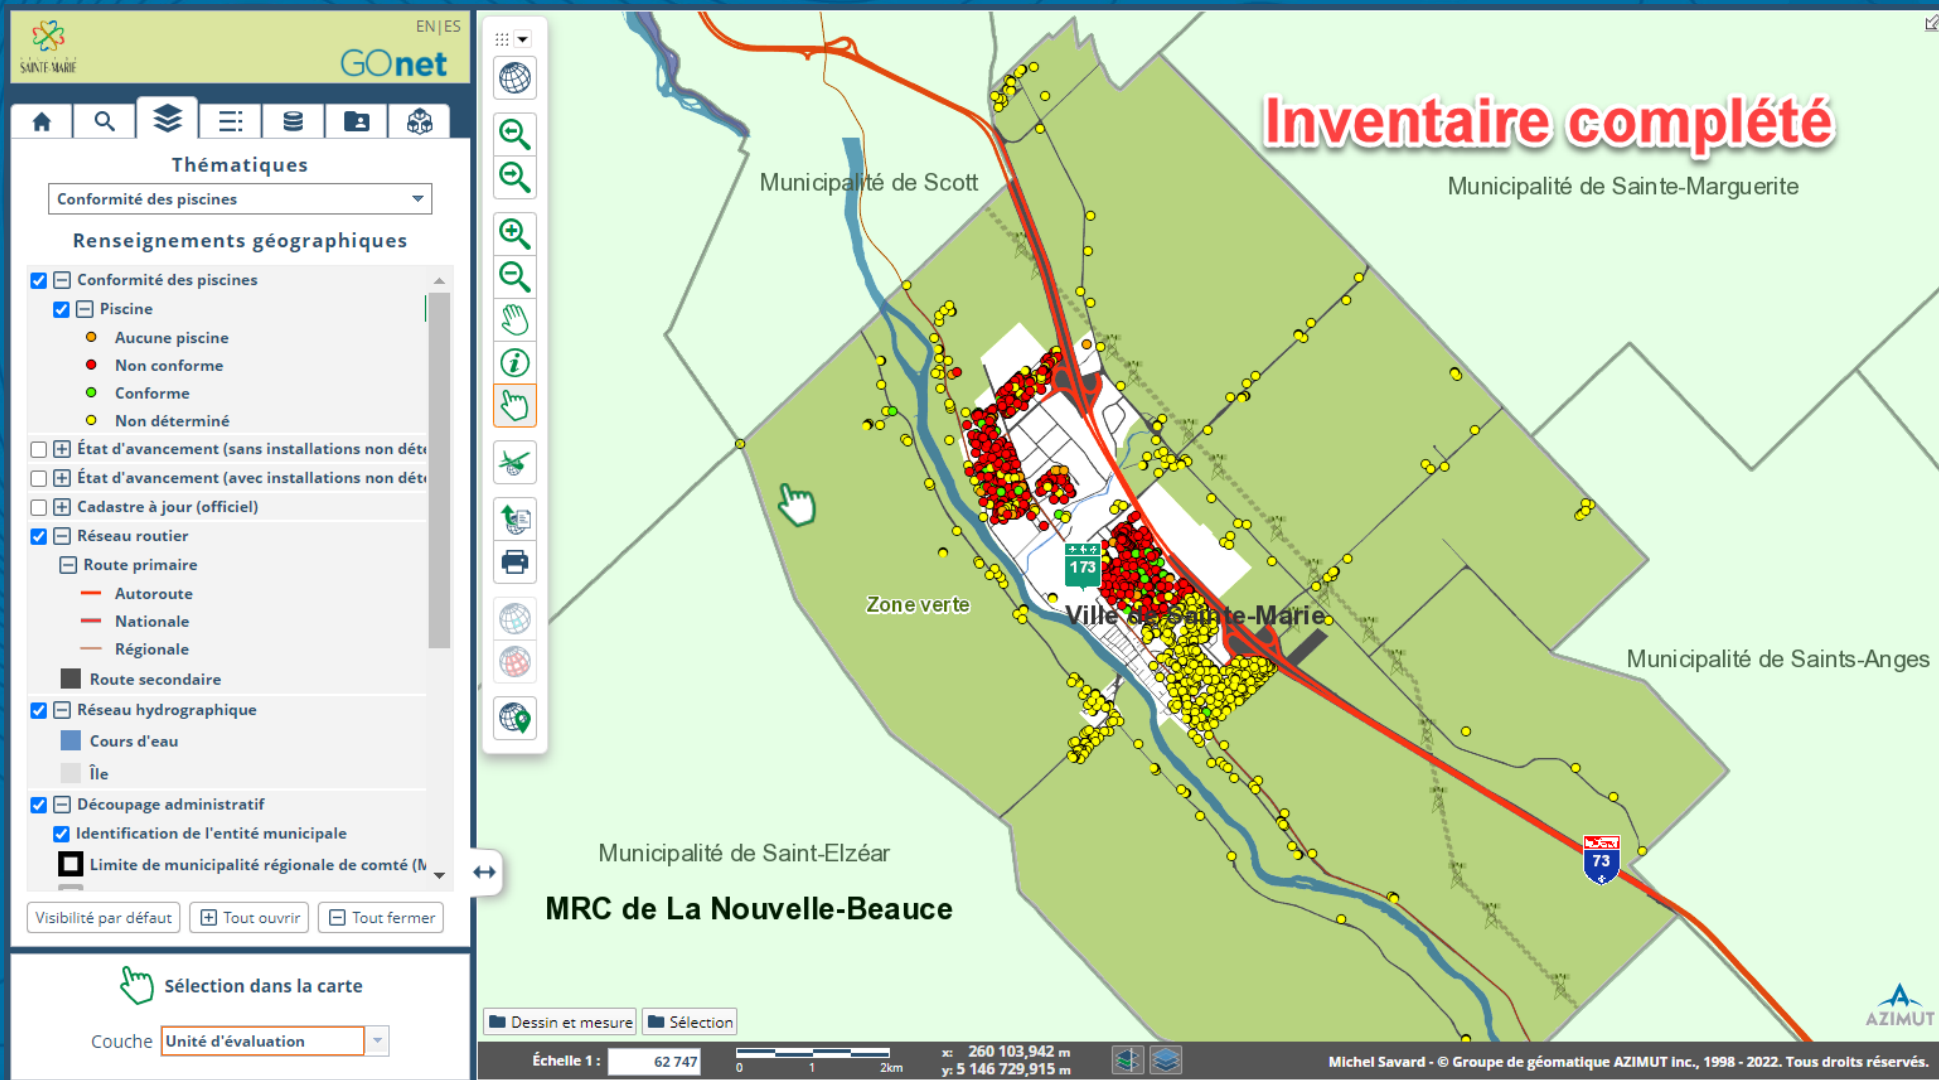 SAINTE-MARIE
EN|ES
GOnet
Thématiques
Conformité des piscines
Renseignements géographiques
Conformité des piscines
Piscine
Aucune piscine
Non conforme
Conforme
Non déterminé
État d'avancement (sans installations non déte
État d'avancement (avec installations non déte
Cadastre à jour (officiel)
Réseau routier
Route primaire
Autoroute
Nationale
Régionale
Route secondaire
Réseau hydrographique
Cours d'eau
Île
Découpage administratif
Identification de l'entité municipale
Limite de municipalité régionale de comté (M
Visibilité par défaut
Tout ouvrir
Tout fermer
Sélection dans la carte
Couche
Unité d'évaluation
Inventaire complété
Municipalité de Scott
Municipalité de Sainte-Marguerite
173
Zone verte
Ville de Sainte-Marie
Municipalité de Saints-Anges
Municipalité de Saint-Elzéar
73
MRC de La Nouvelle-Beauce
AZIMUT
Dessin et mesure
Sélection
Échelle 1 :
62 747
0 1 2km
x: 260 103,942 m
y: 5 146 729,915 m
Michel Savard - © Groupe de géomatique AZIMUT inc., 1998 - 2022. Tous droits réservés.